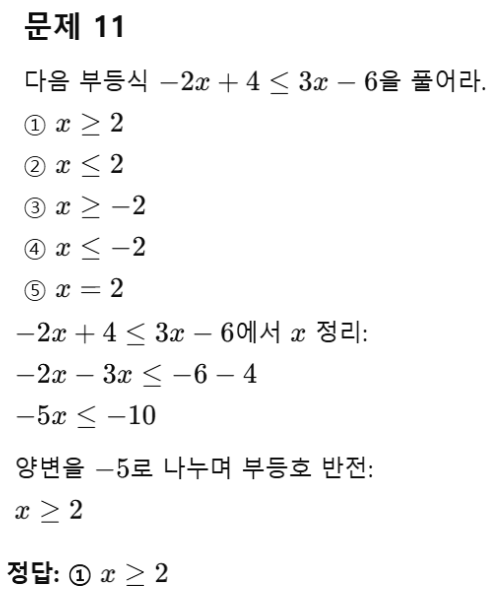 문제 11
다음 부등식 −2x + 4 ≤ 3x − 6을 풀어라.
① x ≥ 2
② x ≤ 2
③ x ≥ −2
④ x ≤ −2
⑤ x = 2
−2x + 4 ≤ 3x − 6에서 x 정리:
−2x − 3x ≤ −6 − 4
−5x ≤ −10
양변을 −5로 나누며 부등호 반전:
x ≥ 2
정답: ① x ≥ 2